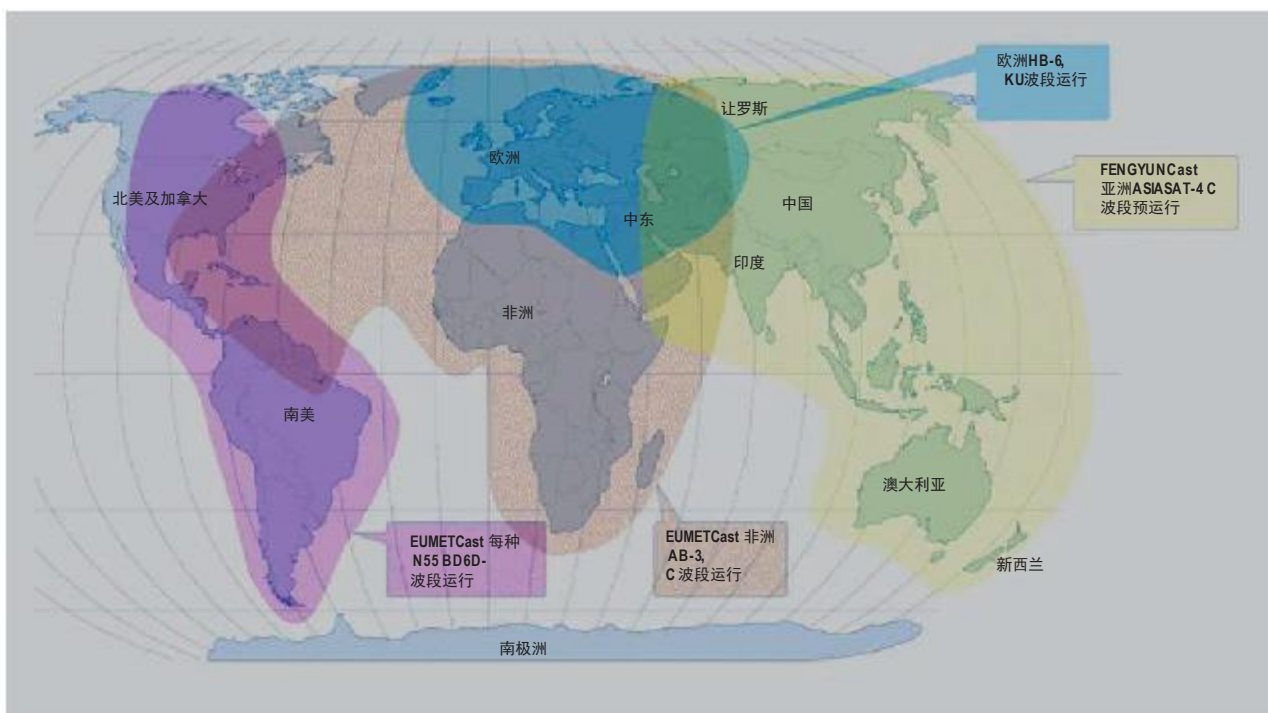 欧洲HB-6,
KU波段运行
让罗斯
欧洲
FENGYUNCast
亚洲ASIASAT-4 C
波段预运行
北美及加拿大
中国
中东
印度
非洲
南美
澳大利亚
EUMETCast 每种
N55 BD6D-
波段运行
EUMETCast 非洲
AB-3,
C 波段运行
新西兰
南极洲